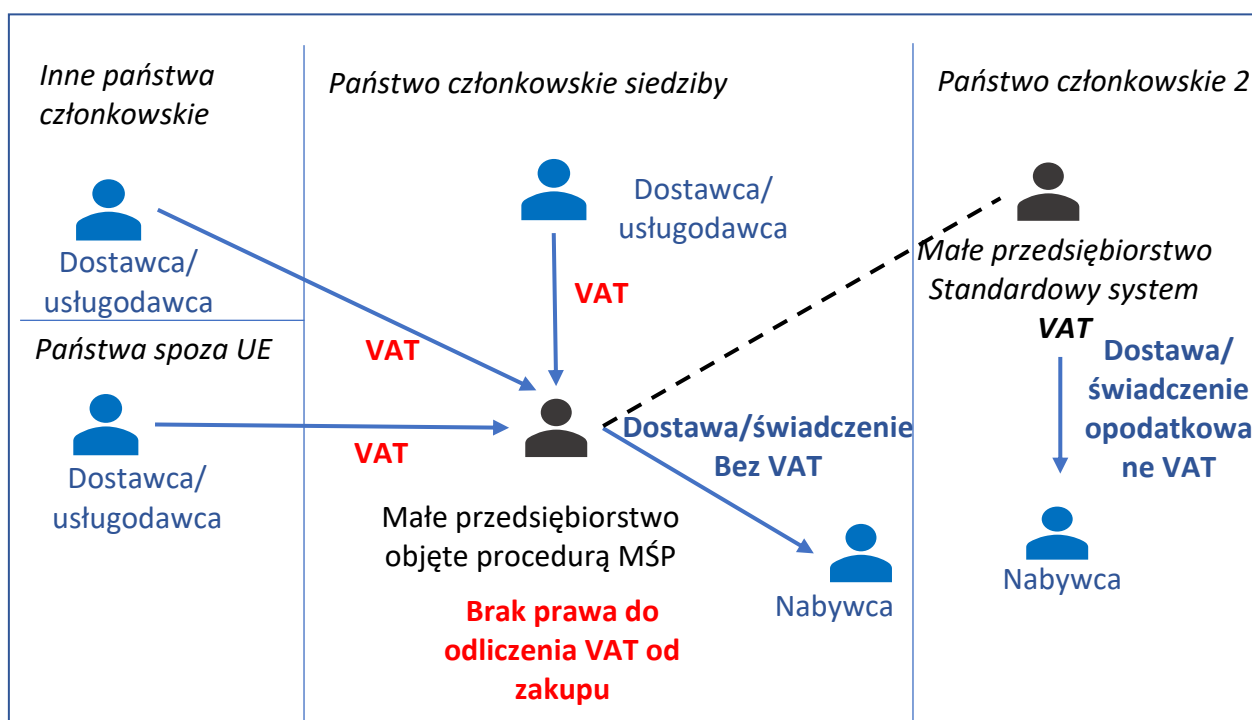 Inne państwa
członkowskie
Dostawca/
usługodawca
Państwa spoza UE
Dostawca/
usługodawca
Państwo członkowskie siedziby
Dostawca/
usługodawca
VAT
VAT
VAT
Dostawa/świadczenie
Bez VAT
Małe przedsiębiorstwo
objęte procedurą MŚP
Brak prawa do
odliczenia VAT od
zakupu
Nabywca
Państwo członkowskie 2
Małe przedsiębiorstwo
Standardowy system
VAT
Dostawa/
świadczenie
opodatkowa
ne VAT
Nabywca